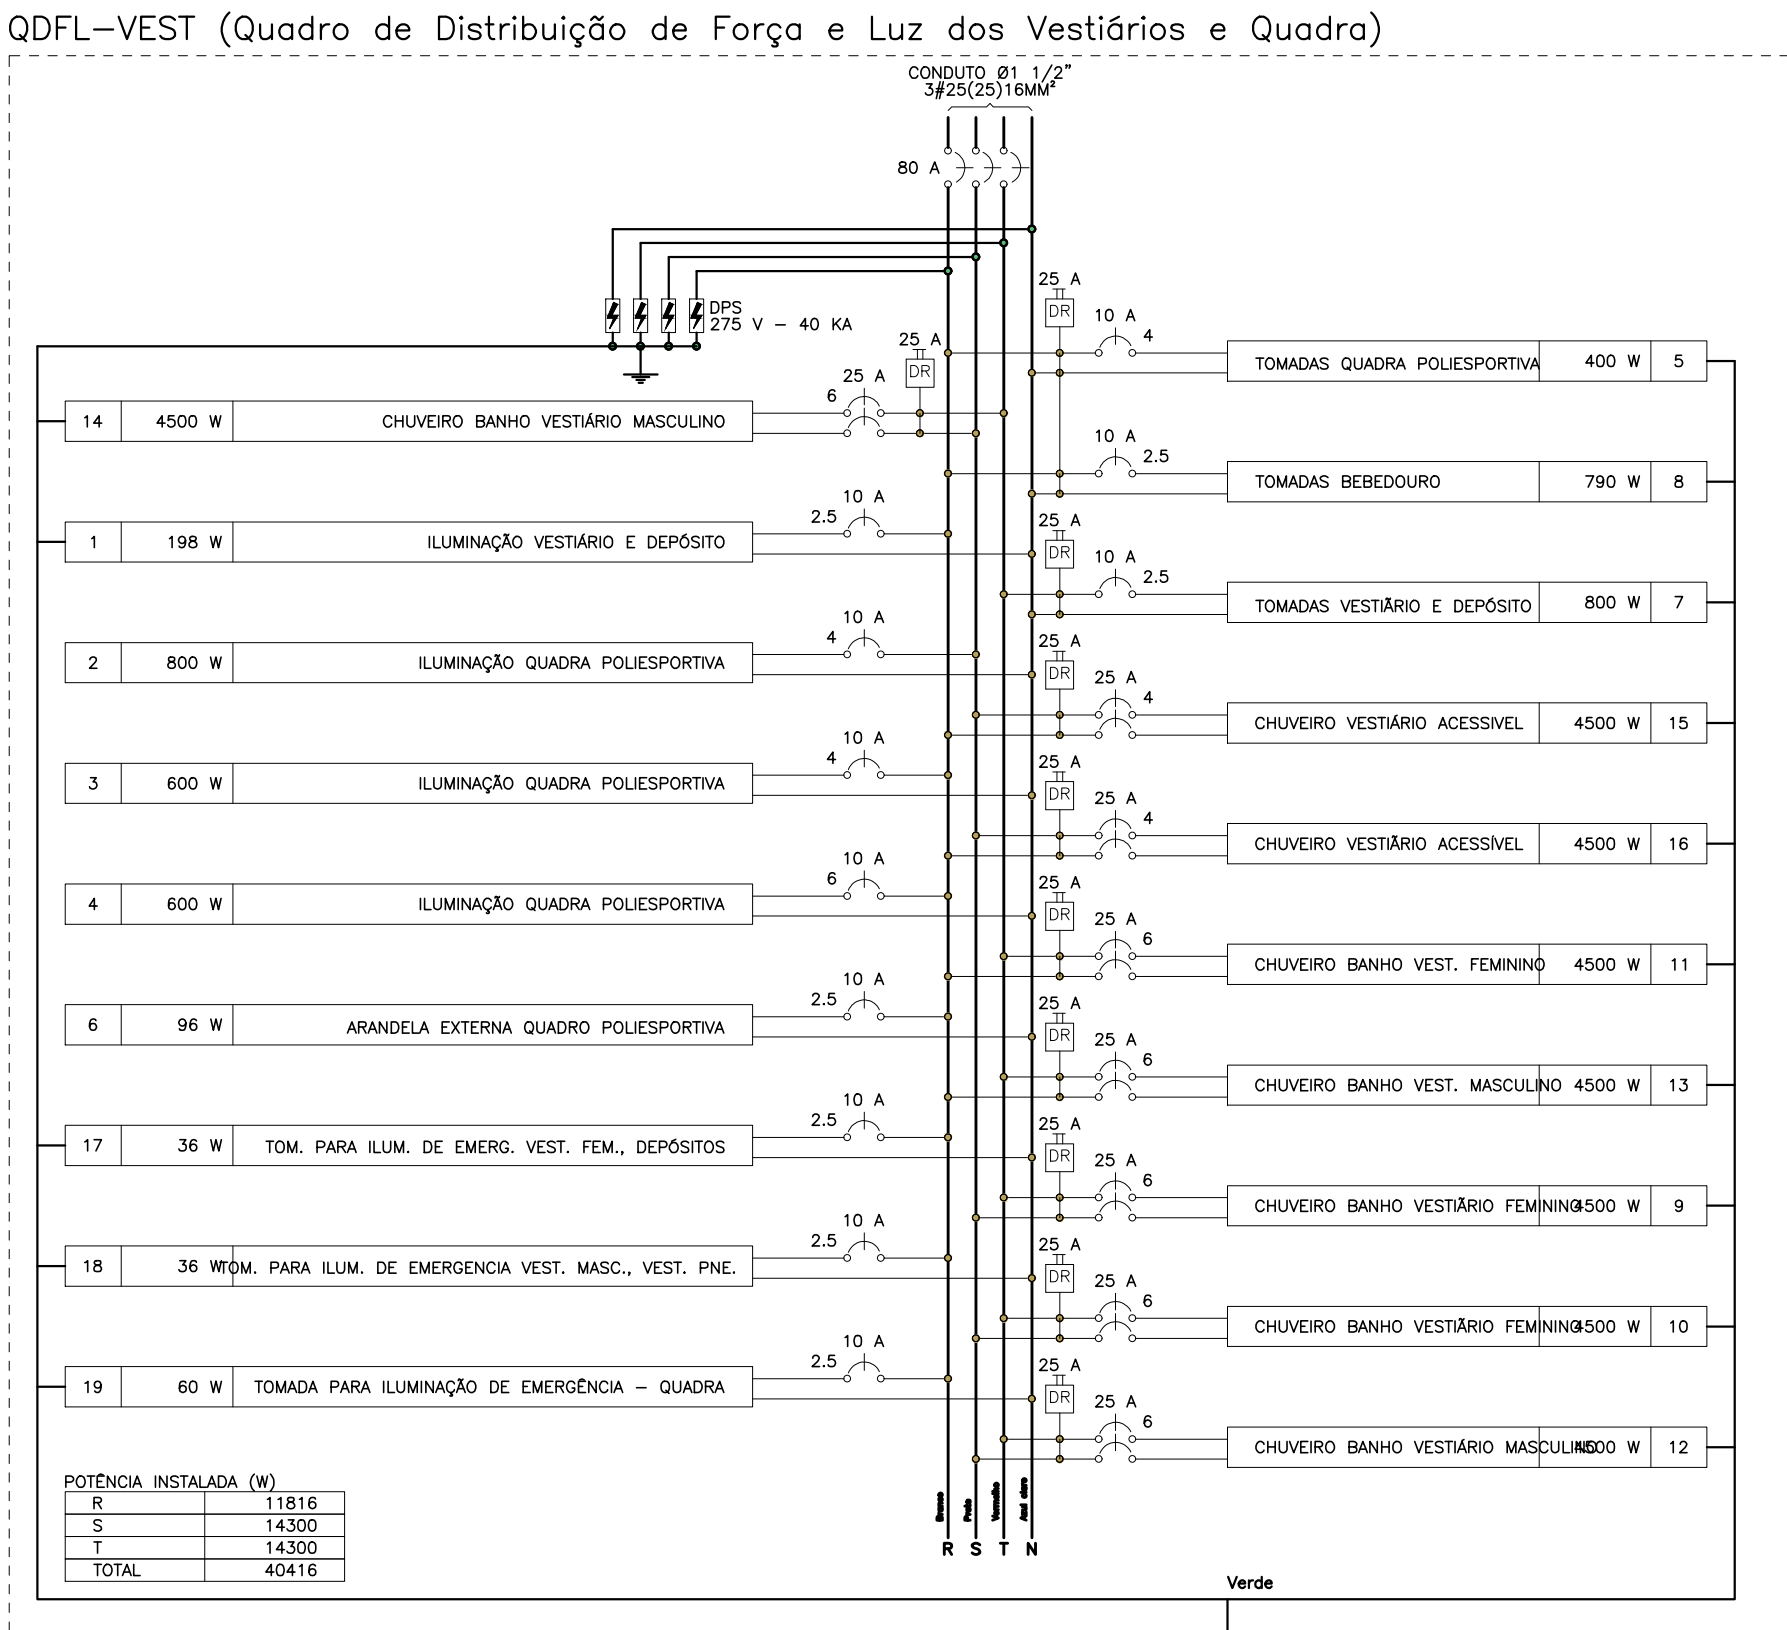 QDFL-VEST (Quadro de Distribuição de Força e Luz dos Vestiários e Quadra)
CONDUTO Ø1 1/2"
3#25(25)16MM²
80 A
DPS
275 V - 40 KA
25 A
DR
25 A
6
14 4500 W CHUVEIRO BANHO VESTIÁRIO MASCULINO
10 A
2.5
1 198 W ILUMINAÇÃO VESTIÁRIO E DEPÓSITO
10 A
4
2 800 W ILUMINAÇÃO QUADRA POLIESPORTIVA
10 A
4
3 600 W ILUMINAÇÃO QUADRA POLIESPORTIVA
10 A
6
4 600 W ILUMINAÇÃO QUADRA POLIESPORTIVA
10 A
2.5
6 96 W ARANDELA EXTERNA QUADRO POLIESPORTIVA
10 A
2.5
17 36 W TOM. PARA ILUM. DE EMERG. VEST. FEM., DEPÓSITOS
10 A
2.5
18 36 W TOM. PARA ILUM. DE EMERGENCIA VEST. MASC., VEST. PNE.
10 A
2.5
19 60 W TOMADA PARA ILUMINAÇÃO DE EMERGÊNCIA - QUADRA
25 A
DR
10 A
4
TOMADAS QUADRA POLIESPORTIVA 400 W 5
10 A
2.5
TOMADAS BEBEDOURO 790 W 8
25 A
DR
10 A
2.5
TOMADAS VESTIÃRIO E DEPÓSITO 800 W 7
25 A
DR
25 A
4
CHUVEIRO VESTIÁRIO ACESSIVEL 4500 W 15
25 A
DR
25 A
4
CHUVEIRO VESTIÃRIO ACESSÍVEL 4500 W 16
25 A
DR
25 A
6
CHUVEIRO BANHO VEST. FEMININO 4500 W 11
25 A
DR
25 A
6
CHUVEIRO BANHO VEST. MASCULINO 4500 W 13
25 A
DR
25 A
6
CHUVEIRO BANHO VESTIÃRIO FEMININO 4500 W 9
25 A
DR
25 A
6
CHUVEIRO BANHO VESTIÃRIO FEMININO 4500 W 10
25 A
DR
25 A
6
CHUVEIRO BANHO VESTIÁRIO MASCULINO 4500 W 12
POTÊNCIA INSTALADA (W)
R 11816
S 14300
T 14300
TOTAL 40416
Branco Preto Vermelho Azul claro
R S T N
Verde